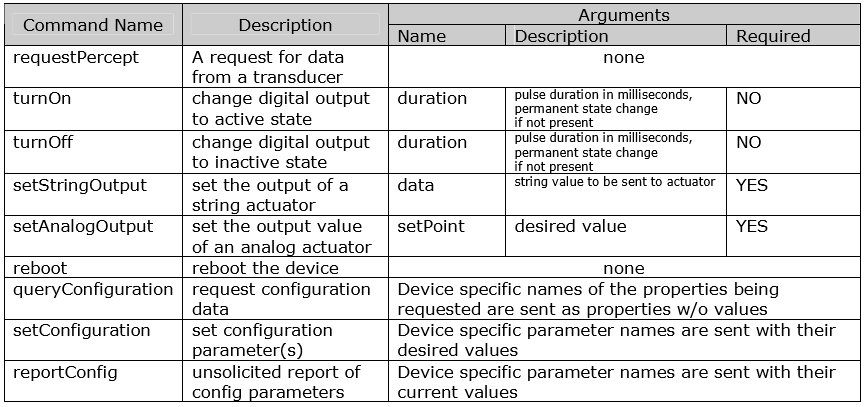 Command Name Description Arguments
Name Description Required
requestPercept A request for data none
from a transducer
turnOn change digital output duration pulse duration in milliseconds, NO
to active state permanent state change
if not present
turnOff change digital output duration pulse duration in milliseconds, NO
to inactive state permanent state change
if not present
setStringOutput set the output of a data string value to be sent to actuator YES
string actuator
setAnalogOutput set the output value setPoint desired value YES
of an analog actuator
reboot reboot the device none
queryConfiguration request configuration Device specific names of the properties being
data requested are sent as properties w/o values
setConfiguration set configuration Device specific parameter names are sent with their
parameter(s) desired values
reportConfig unsolicited report of Device specific parameter names are sent with their
config parameters current values